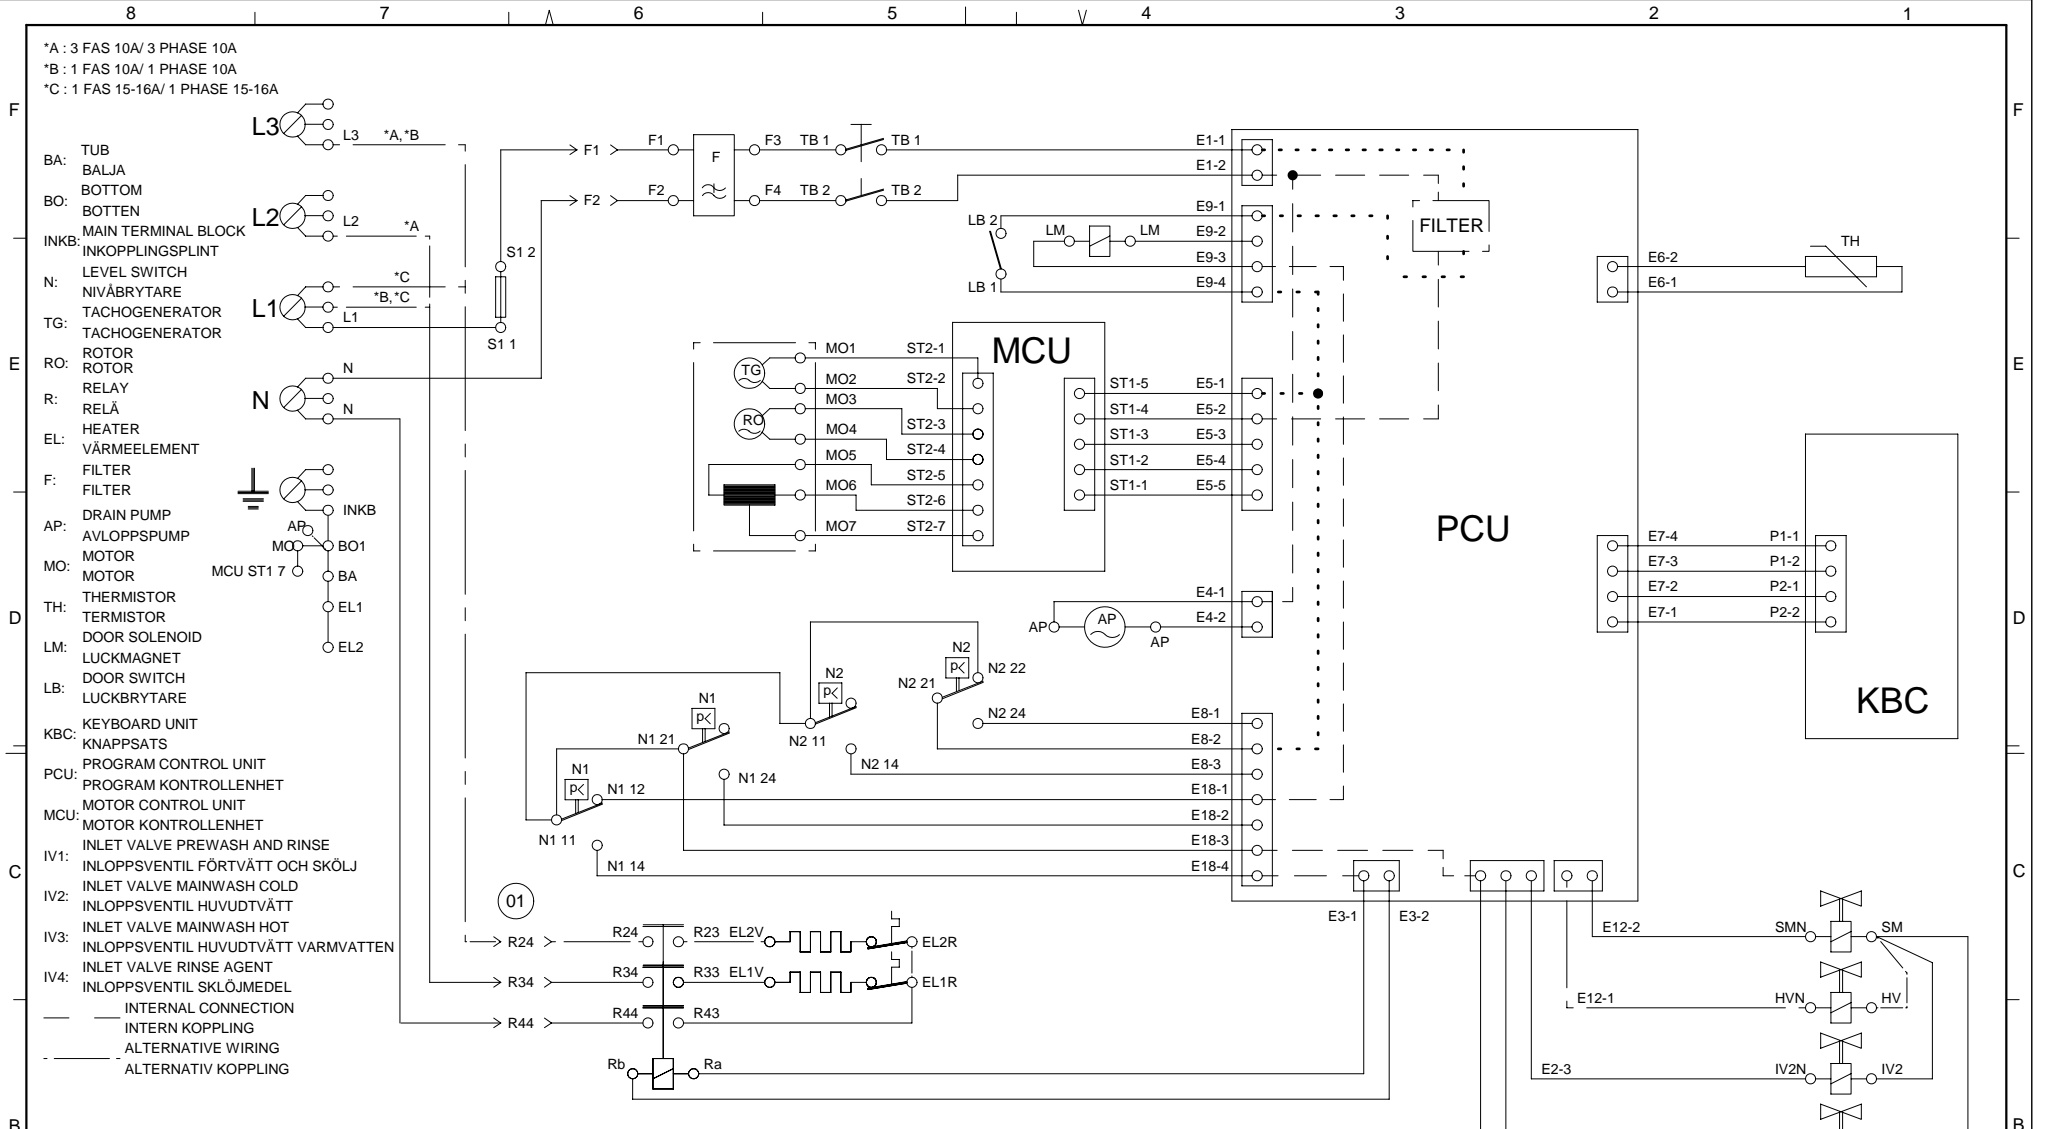 8 7 6 5 4 3 2 1
*A : 3 FAS 10A/ 3 PHASE 10A
*B : 1 FAS 10A/ 1 PHASE 10A
*C : 1 FAS 15-16A/ 1 PHASE 15-16A
F
E
D
C
B
BA: TUB
BALJA
BO: BOTTOM
BOTTEN
INKB: MAIN TERMINAL BLOCK
INKOPPLINGSPLINT
N: LEVEL SWITCH
NIVÅBRYTARE
TG: TACHOGENERATOR
TACHOGENERATOR
RO: ROTOR
ROTOR
R: RELAY
RELÄ
EL: HEATER
VÄRMEELEMENT
F: FILTER
FILTER
AP: DRAIN PUMP
AVLOPPSPUMP
MO: MOTOR
MOTOR
TH: THERMISTOR
TERMISTOR
LM: DOOR SOLENOID
LUCKMAGNET
LB: DOOR SWITCH
LUCKBRYTARE
KBC: KEYBOARD UNIT
KNAPPSATS
PCU: PROGRAM CONTROL UNIT
PROGRAM KONTROLLENHET
MCU: MOTOR CONTROL UNIT
MOTOR KONTROLLENHET
IV1: INLET VALVE PREWASH AND RINSE
INLOPPSVENTIL FÖRTVÄTT OCH SKÖLJ
IV2: INLET VALVE MAINWASH COLD
INLOPPSVENTIL HUVUDTVÄTT
IV3: INLET VALVE MAINWASH HOT
INLOPPSVENTIL HUVUDTVÄTT VARMVATTEN
IV4: INLET VALVE RINSE AGENT
INLOPPSVENTIL SKLÖJMEDEL
INTERNAL CONNECTION
INTERN KOPPLING
ALTERNATIVE WIRING
ALTERNATIV KOPPLING
L3 L3 *A,*B
L2 L2 *A
*C
L1 *B,*C
L1
N N
N
INKB
AP
MO BO1
MCU ST1 7 BA
EL1
EL2
S1 2
S1 1
F1 F1 F F3 TB 1 TB 1 E1-1
E1-2
F2 F2 F4 TB 2 TB 2
LB 2 E9-1
LM LM E9-2
E9-3
LB 1 E9-4
FILTER
TH
E6-2
E6-1
MCU
TG MO1 ST2-1
MO2 ST2-2
RO MO3 ST2-3
MO4 ST2-4
MO5 ST2-5
MO6 ST2-6
MO7 ST2-7
ST1-5 E5-1
ST1-4 E5-2
ST1-3 E5-3
ST1-2 E5-4
ST1-1 E5-5
PCU
E7-4 P1-1
E7-3 P1-2
E7-2 P2-1
E7-1 P2-2
KBC
E4-1
AP AP AP E4-2
N2 p< N2 22
N2 21
N2 p<
N2 11
N2 24 E8-1
E8-2
N2 14 E8-3
N1 p<
N1 21
N1 24
N1 p< N1 12 E18-1
N1 11 E18-2
E18-3
N1 14 E18-4
01
E3-1 E3-2
R24 R24 R23 EL2V EL2R
R34 R34 R33 EL1V EL1R
R44 R44 R43
Rb Ra
E12-2 SMN SM
E12-1 HVN HV
E2-3 IV2N IV2
F
E
D
C
B